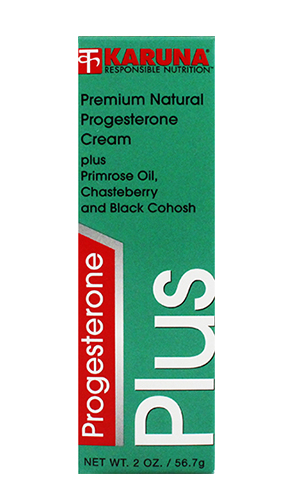 क KARUNA®
RESPONSIBLE NUTRITION™
Premium Natural
Progesterone
Cream
plus
Primrose Oil,
Chasteberry
and Black Cohosh
Progesterone
Plus
NET WT. 2 OZ. / 56.7g